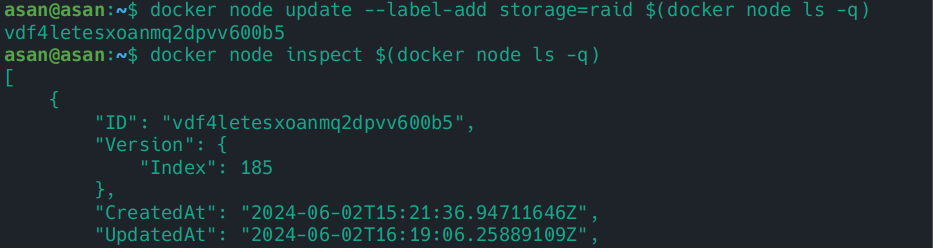 asan@asan:~$ docker node update --label-add storage=raid $(docker node ls -q)
vdf4letesxoanmq2dpvv600b5
asan@asan:~$ docker node inspect $(docker node ls -q)
[
    {
        "ID": "vdf4letesxoanmq2dpvv600b5",
        "Version": {
            "Index": 185
        },
        "CreatedAt": "2024-06-02T15:21:36.94711646Z",
        "UpdatedAt": "2024-06-02T16:19:06.25889109Z",